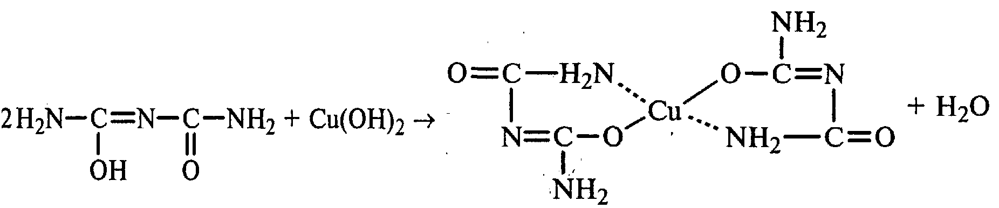 NH₂
O=C—H₂N O—C=N
2H₂N—C=N—C—NH₂ + Cu(OH)₂ → Cu + H₂O
N=C—O NH₂—C=O
OH O
NH₂